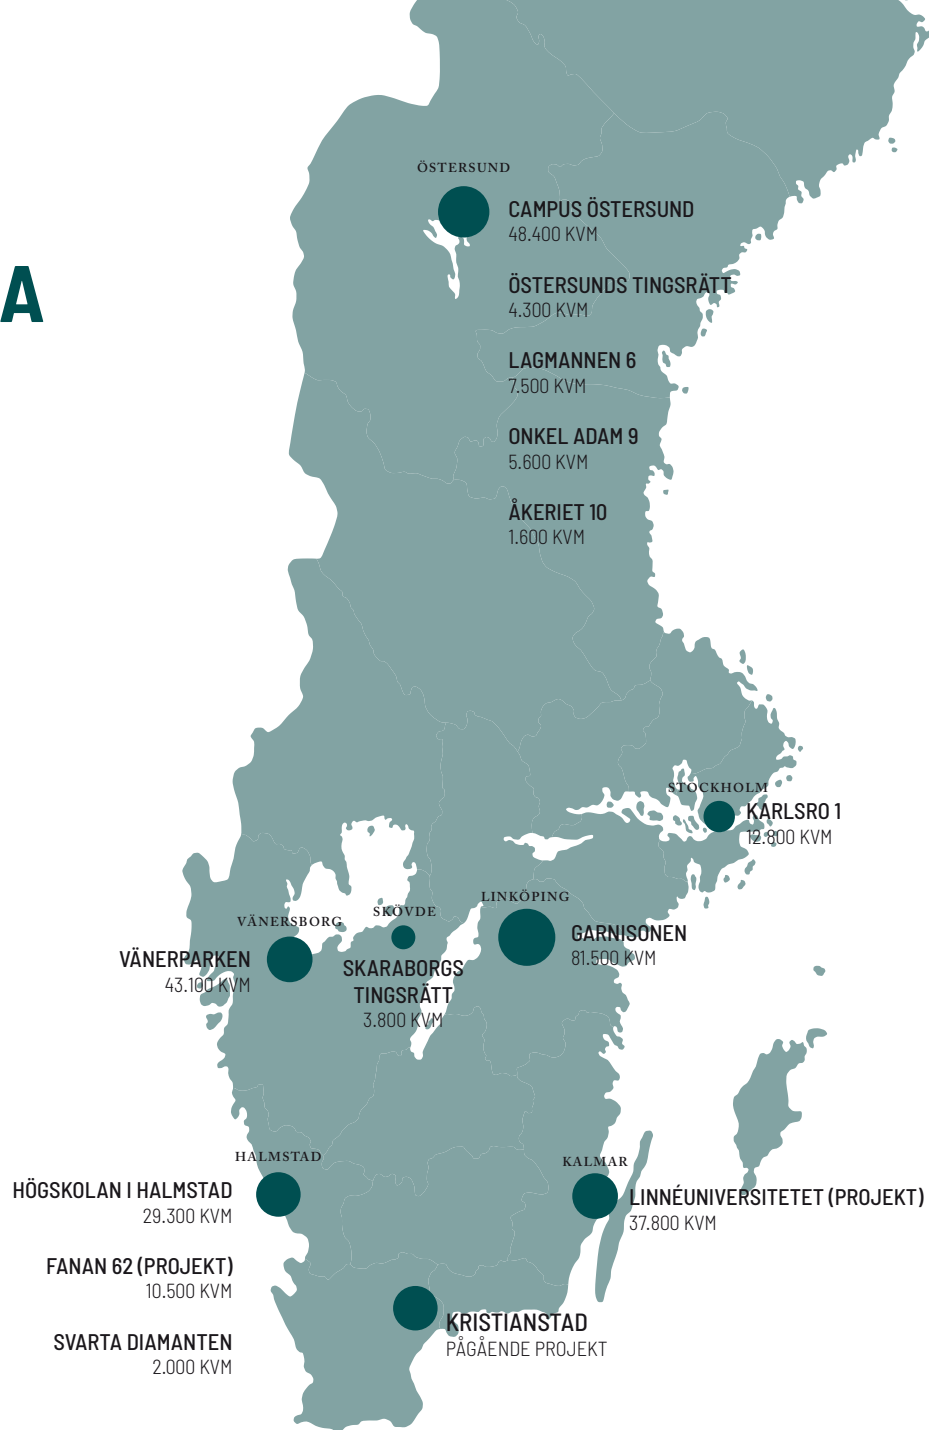 ÖSTERSUND
CAMPUS ÖSTERSUND
48.400 KVM
A
ÖSTERSUNDS TINGSRÄTT
4.300 KVM
LAGMANNEN 6
7.500 KVM
ONKEL ADAM 9
5.600 KVM
ÅKERIET 10
1.600 KVM
STOCKHOLM
KARLSRO 1
12.800 KVM
LINKÖPING
GARNISONEN
81.500 KVM
SKÖVDE
SKARABORGS
TINGSRÄTT
3.800 KVM
VÄNERSBORG
VÄNERPARKEN
43.100 KVM
HALMSTAD
HÖGSKOLAN I HALMSTAD
29.300 KVM
FANAN 62 (PROJEKT)
10.500 KVM
SVARTA DIAMANTEN
2.000 KVM
KALMAR
LINNÉUNIVERSITETET (PROJEKT)
37.800 KVM
KRISTIANSTAD
PÅGÅENDE PROJEKT